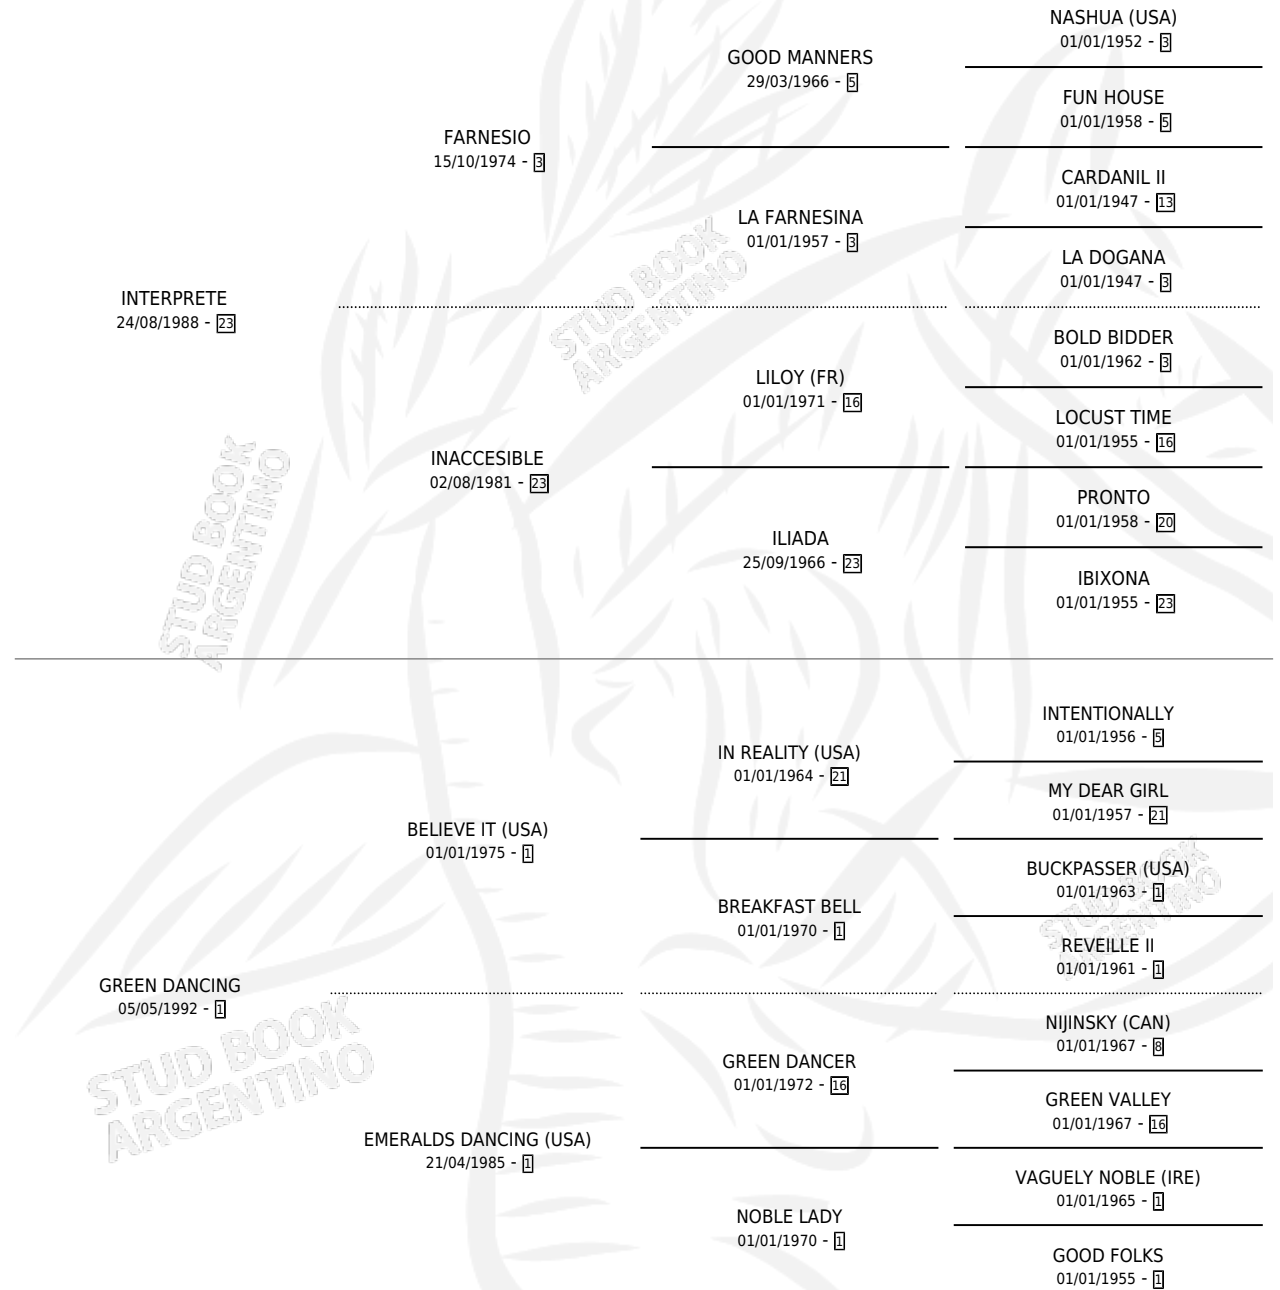 NASHUA (USA)
01/01/1952 - 3
GOOD MANNERS
29/03/1966 - 5
FUN HOUSE
01/01/1958 - 5
FARNESIO
15/10/1974 - 3
CARDANIL II
01/01/1947 - 13
LA FARNESINA
01/01/1957 - 3
LA DOGANA
01/01/1947 - 3
INTERPRETE
24/08/1988 - 23
BOLD BIDDER
01/01/1962 - 3
LILOY (FR)
01/01/1971 - 16
LOCUST TIME
01/01/1955 - 16
INACCESIBLE
02/08/1981 - 23
PRONTO
01/01/1958 - 20
ILIADA
25/09/1966 - 23
IBIXONA
01/01/1955 - 23
INTENTIONALLY
01/01/1956 - 5
IN REALITY (USA)
01/01/1964 - 21
MY DEAR GIRL
01/01/1957 - 21
BELIEVE IT (USA)
01/01/1975 - 1
BUCKPASSER (USA)
01/01/1963 - 1
BREAKFAST BELL
01/01/1970 - 1
REVEILLE II
01/01/1961 - 1
GREEN DANCING
05/05/1992 - 1
NIJINSKY (CAN)
01/01/1967 - 8
GREEN DANCER
01/01/1972 - 16
GREEN VALLEY
01/01/1967 - 16
EMERALDS DANCING (USA)
21/04/1985 - 1
VAGUELY NOBLE (IRE)
01/01/1965 - 1
NOBLE LADY
01/01/1970 - 1
GOOD FOLKS
01/01/1955 - 1
STUD BOOK
ARGENTINO
STUD BOOK
ARGENTINO
STUD BOOK
ARGENTINO
STUD BOOK
ARGENTINO